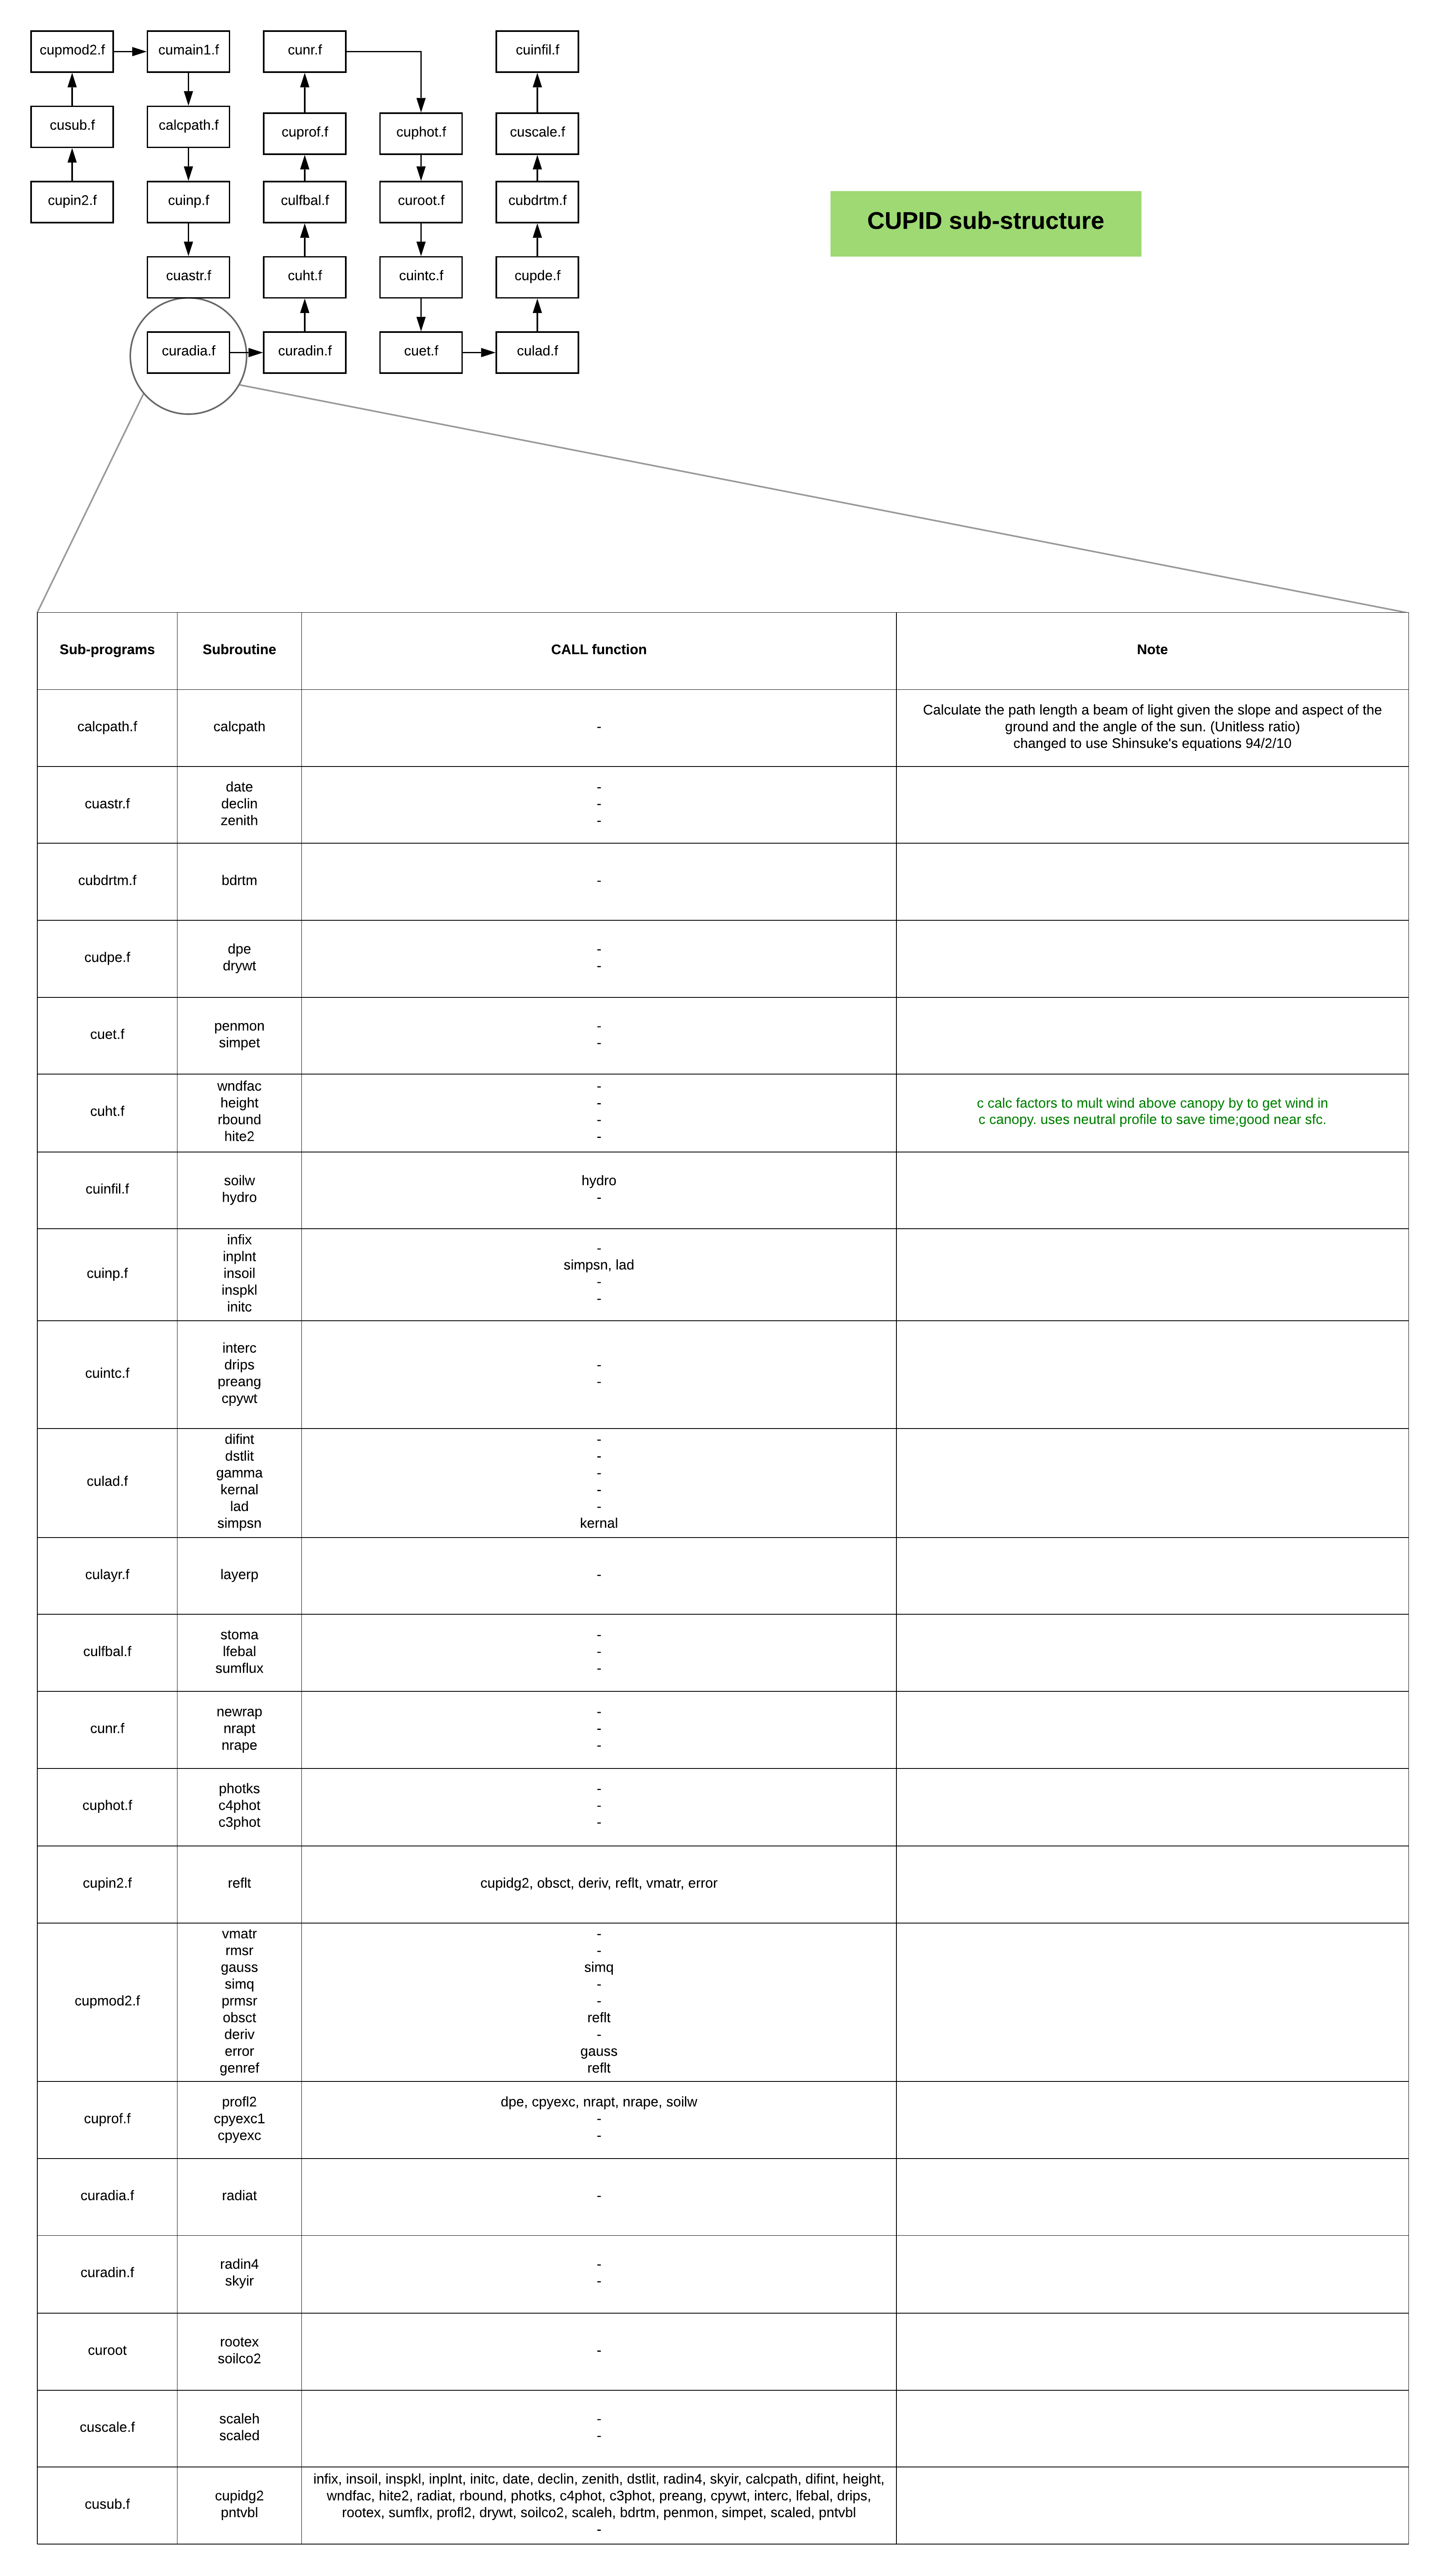 cupmod2.f
cumain1.f
cunr.f
cuinfil.f
cusub.f
calcpath.f
cuprof.f
cuphot.f
cuscale.f
cupin2.f
cuinp.f
culfbal.f
curoot.f
cubdrtm.f
CUPID sub-structure
cuastr.f
cuht.f
cuintc.f
cupde.f
curadia.f
curadin.f
cuet.f
culad.f
Sub-programs
Subroutine
CALL function
Note
calcpath.f
calcpath
-
Calculate the path length a beam of light given the slope and aspect of the
ground and the angle of the sun. (Unitless ratio)
changed to use Shinsuke's equations 94/2/10
cuastr.f
date
declin
zenith
-
-
-
cubdrtm.f
bdrtm
-
cudpe.f
dpe
drywt
-
-
cuet.f
penmon
simpet
-
-
cuht.f
wndfac
height
rbound
hite2
-
-
-
-
c calc factors to mult wind above canopy by to get wind in
c canopy. uses neutral profile to save time;good near sfc.
cuinfil.f
soilw
hydro
hydro
-
cuinp.f
infix
inplnt
insoil
inspkl
initc
-
simpsn, lad
-
-
cuintc.f
interc
drips
preang
cpywt
-
-
culad.f
difint
dstlit
gamma
kernal
lad
simpsn
-
-
-
-
-
kernal
culayr.f
layerp
-
culfbal.f
stoma
lfebal
sumflux
-
-
-
cunr.f
newrap
nrapt
nrape
-
-
-
cuphot.f
photks
c4phot
c3phot
-
-
-
cupin2.f
reflt
cupidg2, obsct, deriv, reflt, vmatr, error
cupmod2.f
vmatr
rmsr
gauss
simq
prmsr
obsct
deriv
error
genref
-
-
simq
-
-
reflt
-
gauss
reflt
cuprof.f
profl2
cpyexc1
cpyexc
dpe, cpyexc, nrapt, nrape, soilw
-
-
curadia.f
radiat
-
curadin.f
radin4
skyir
-
-
curoot
rootex
soilco2
-
cuscale.f
scaleh
scaled
-
-
cusub.f
cupidg2
pntvbl
infix, insoil, inspkl, inplnt, initc, date, declin, zenith, dstlit, radin4, skyir, calcpath, difint, height,
wndfac, hite2, radiat, rbound, photks, c4phot, c3phot, preang, cpywt, interc, lfebal, drips,
rootex, sumflx, profl2, drywt, soilco2, scaleh, bdrtm, penmon, simpet, scaled, pntvbl
-